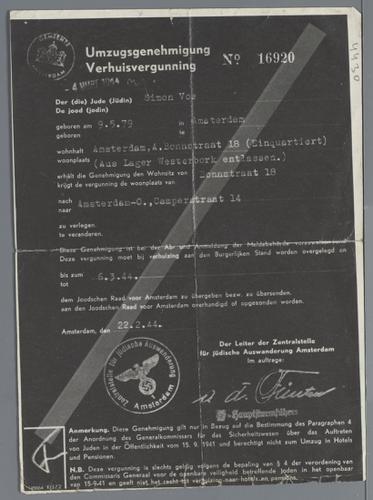 4430
GEMEENTE
AMSTERDAM
Umzugsgenehmigung
Verhuisvergunning
No 16920
Der (die) Jude (Jüdin) Simon Vos
De jood (jodin)
geboren am 9.5.79 in Amsterdam
geboren te
wohnhaft Amsterdam, A.Bonnstraat 18 (Einquartiert)
woonplaats (Aus Lager Westerbork entlassen.)
erhält die Genehmigung den Wohnsitz von Bonnstraat 18
krijgt de vergunning de woonplaats van
nach Amsterdam-O., Camperstraat 14
naar
zu verlegen.
te veranderen.
Diese Genehmigung ist bei der Ab- und Anmeldung der Meldebehörde vorzuweisen
Deze vergunning moet bij verhuizing aan den Burgerlijken Stand worden overgelegd en
bis zum 6.3.44.
tot
dem Joodschen Raad voor Amsterdam zu übergeben bezw. zu übersenden.
aan den Joodschen Raad voor Amsterdam overhandigd of opgezonden worden.
Amsterdam, den 22.2.44.
Der Leiter der Zentralstelle
für jüdische Auswanderung Amsterdam
Im auftrage:
Zentralstelle für jüdische Auswanderung
Amsterdam
Hauptsturmführer
Anmerkung. Diese Genehmigung gilt nur in Bezug auf die Bestimmung des Paragraphen 4
der Anordnung des Generalkommissars für das Sicherheitswesen über das Auftreten
von Juden in der Öffentlichkeit vom 15. 9. 1941 und berechtigt nicht zum Umzug in Hotels
und Pensionen.
N.B. Deze vergunning is slechts geldig volgens de bepaling van § 4 der verordening van
den Commissaris Generaal voor de openbare veiligheid betreffende Joden in het openbaar
van 15-9-41 en geeft niet het recht tot verhuizing naar hotels en pensions.